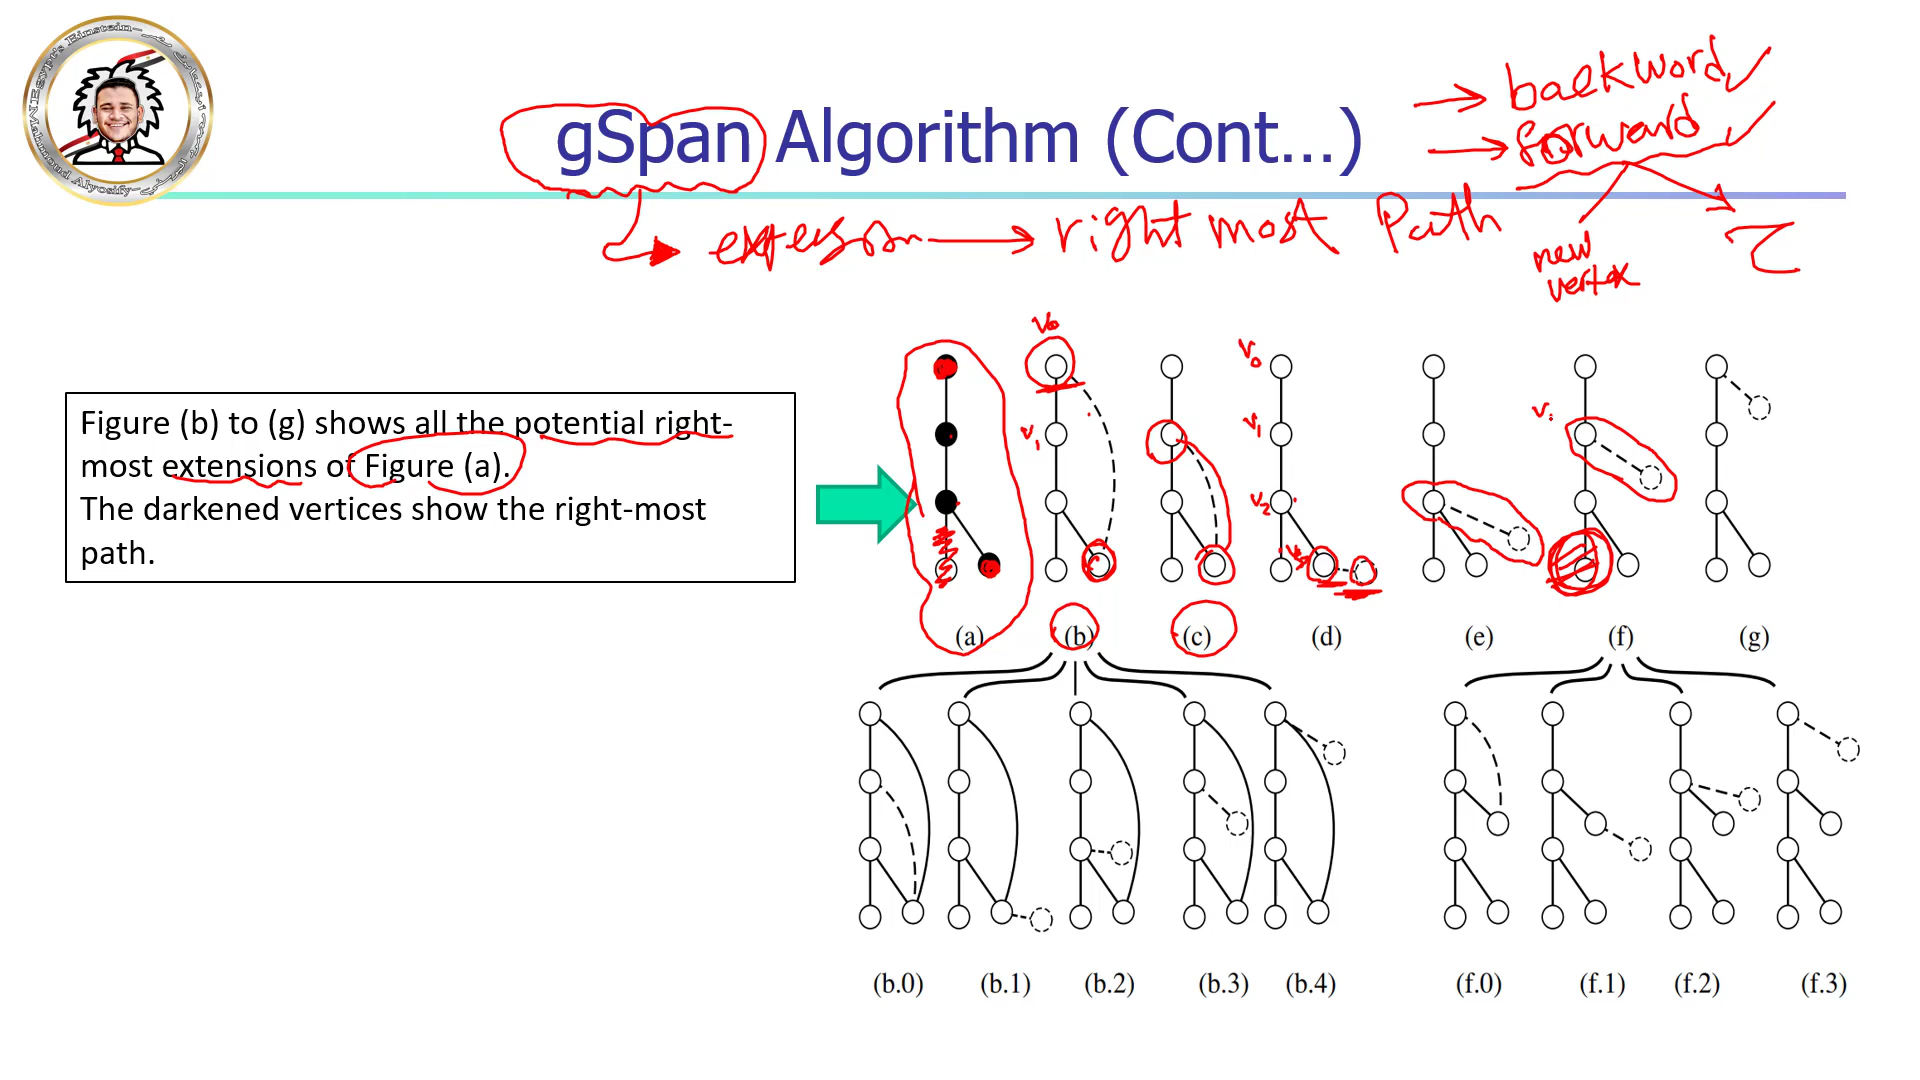 gSpan Algorithm (Cont...)
baekword
forward
extension → right most Path
new
vertex
Figure (b) to (g) shows all the potential right-
most extensions of Figure (a).
The darkened vertices show the right-most
path.
v0
v1
v0
v1
v2
(a) (b) (c) (d) (e) (f) (g)
(b.0) (b.1) (b.2) (b.3) (b.4) (f.0) (f.1) (f.2) (f.3)